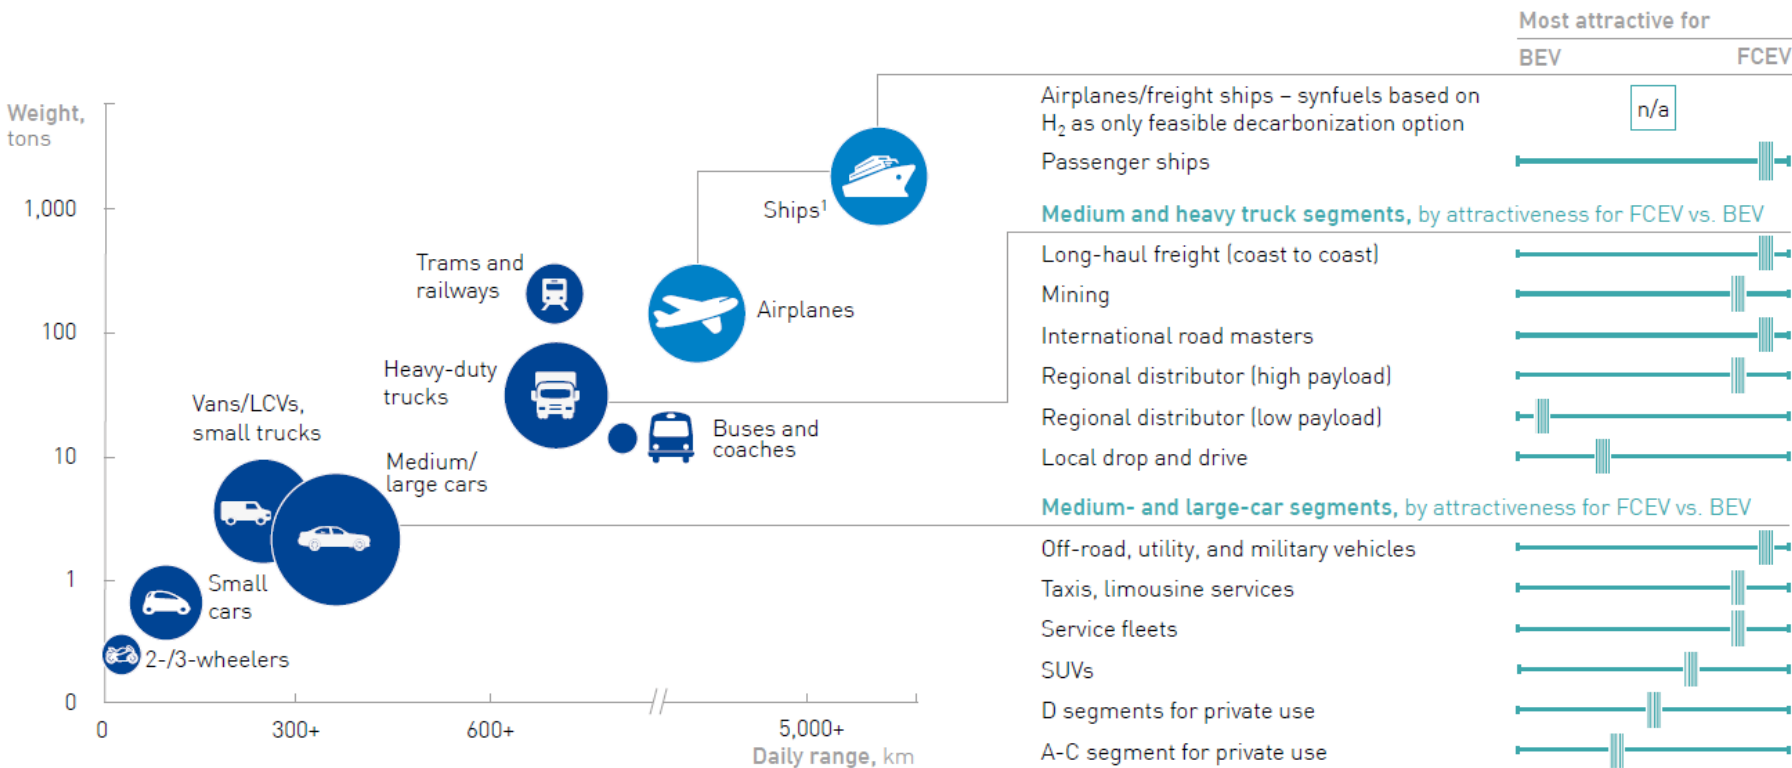 Most attractive for
BEV
FCEV
Weight,
tons
1,000
100
10
1
0
0
300+
600+
5,000+
Daily range, km
Ships¹
Airplanes
Trams and
railways
Heavy-duty
trucks
Buses and
coaches
Vans/LCVs,
small trucks
Medium/
large cars
Small
cars
2-/3-wheelers
Airplanes/freight ships – synfuels based on
H₂ as only feasible decarbonization option
n/a
Passenger ships
Medium and heavy truck segments, by attractiveness for FCEV vs. BEV
Long-haul freight (coast to coast)
Mining
International road masters
Regional distributor (high payload)
Regional distributor (low payload)
Local drop and drive
Medium- and large-car segments, by attractiveness for FCEV vs. BEV
Off-road, utility, and military vehicles
Taxis, limousine services
Service fleets
SUVs
D segments for private use
A-C segment for private use